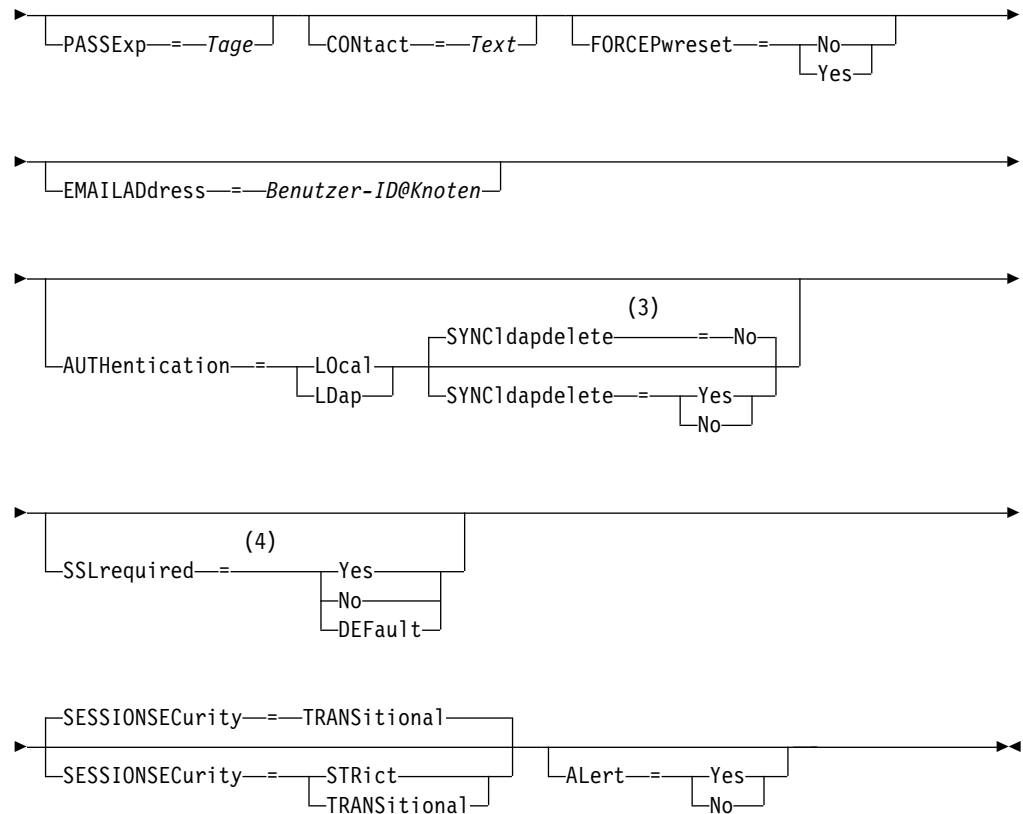 PASSExp = Tage CONtact = Text FORCEPwreset = No
Yes
EMAILADdress = Benutzer-ID@Knoten
(3)
SYNCldapdelete = No
AUTHentication = LOcal
LDap SYNCldapdelete = Yes
No
(4)
SSLrequired = Yes
No
DEFault
SESSIONSECurity = TRANSitional
SESSIONSECurity = STRict ALert = Yes
TRANSitional No